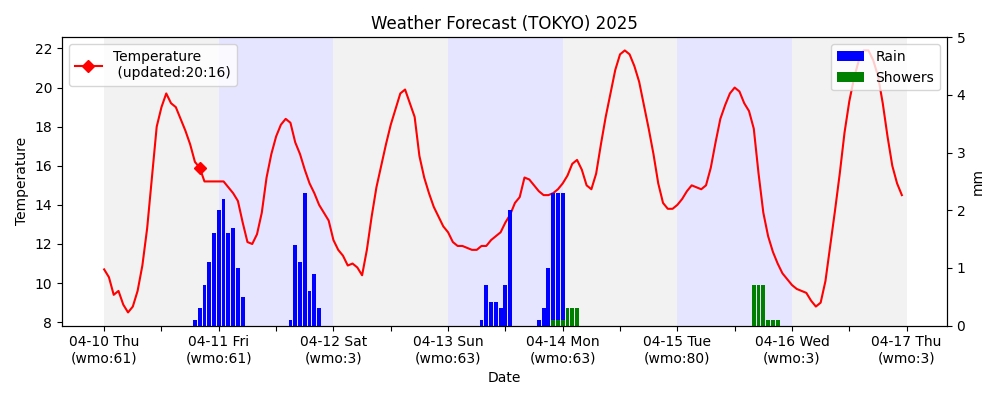 Weather Forecast (TOKYO) 2025
Temperature
(updated:20:16)
Rain
Showers
22
20
18
16
14
12
10
8
Temperature
5
4
3
2
1
0
mm
04-10 Thu
(wmo:61)
04-11 Fri
(wmo:61)
04-12 Sat
(wmo:3)
04-13 Sun
(wmo:63)
04-14 Mon
(wmo:63)
04-15 Tue
(wmo:80)
04-16 Wed
(wmo:3)
04-17 Thu
(wmo:3)
Date